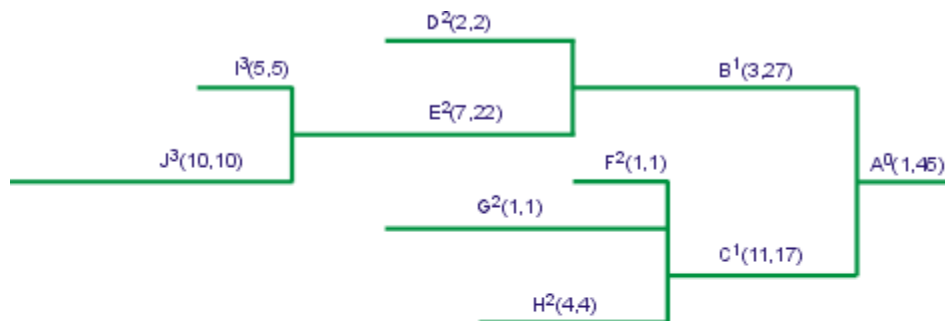 D²(2,2)
I³(5,5)
B¹(3,27)
E²(7,22)
J³(10,10)
F²(1,1)
A⁰(1,45)
G²(1,1)
C¹(11,17)
H²(4,4)